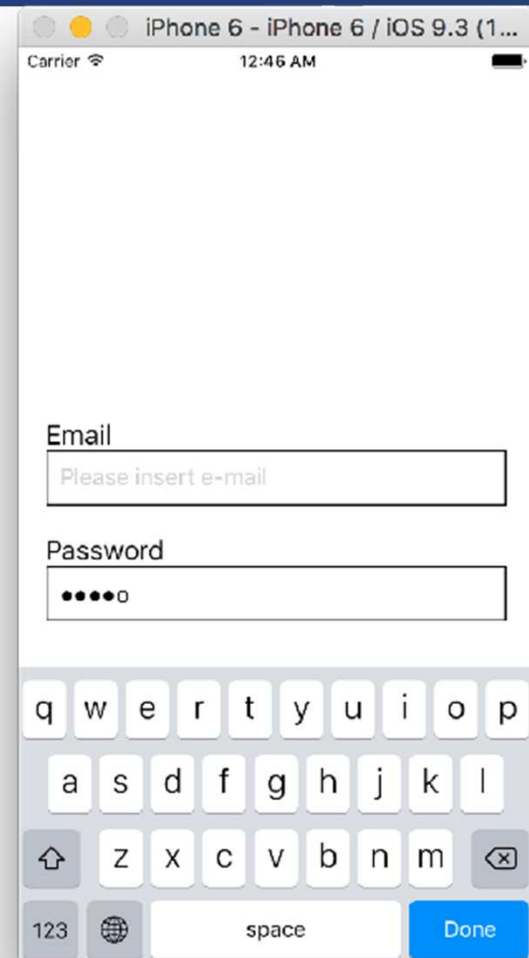 iPhone 6 - iPhone 6 / iOS 9.3 (1...
Carrier 12:46 AM
Email
Please insert e-mail
Password
●●●●o
q w e r t y u i o p
a s d f g h j k l
z x c v b n m
123 space Done